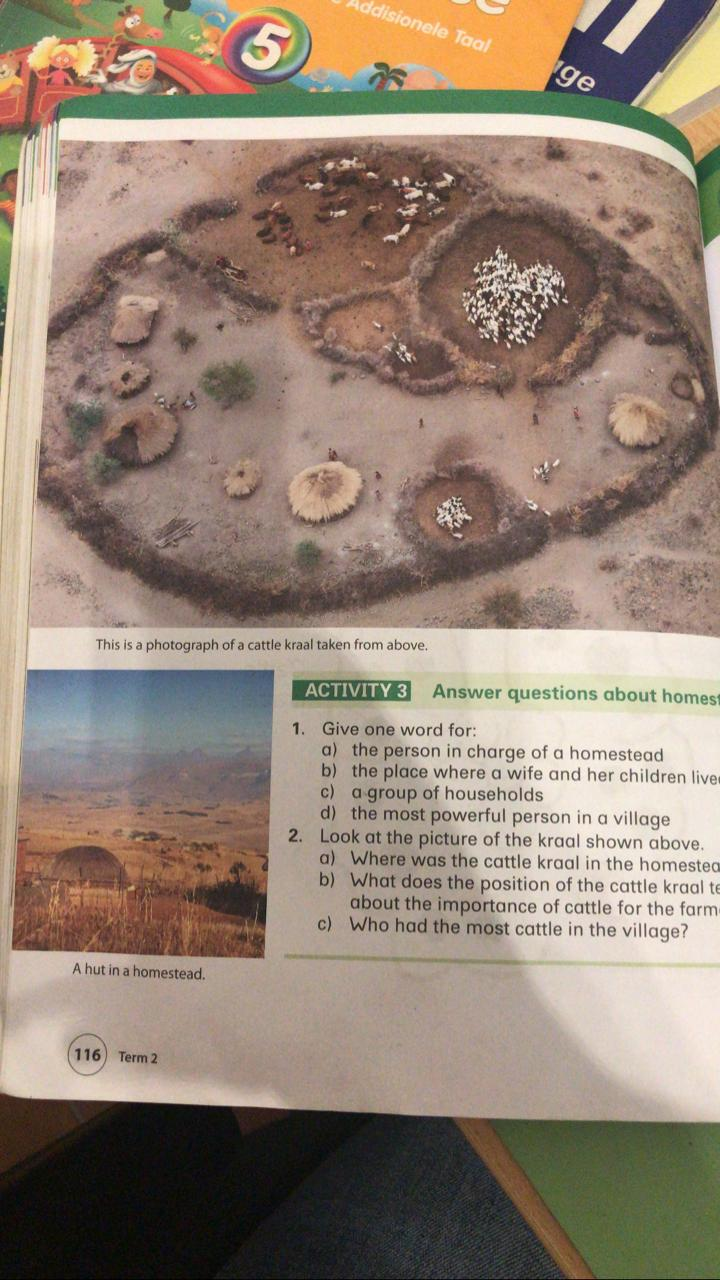 5
Addisionele Taal
ge
This is a photograph of a cattle kraal taken from above.
ACTIVITY 3 Answer questions about
1. Give one word for:
a) the person in charge of a homestead
b) the place where a wife and her children
c) a group of households
d) the most powerful person in a village
2. Look at the picture of the kraal shown above.
a) Where was the cattle kraal in the
b) What does the position of the cattle kraal
about the importance of cattle for the
c) Who had the most cattle in the village?
A hut in a homestead.
116 Term 2